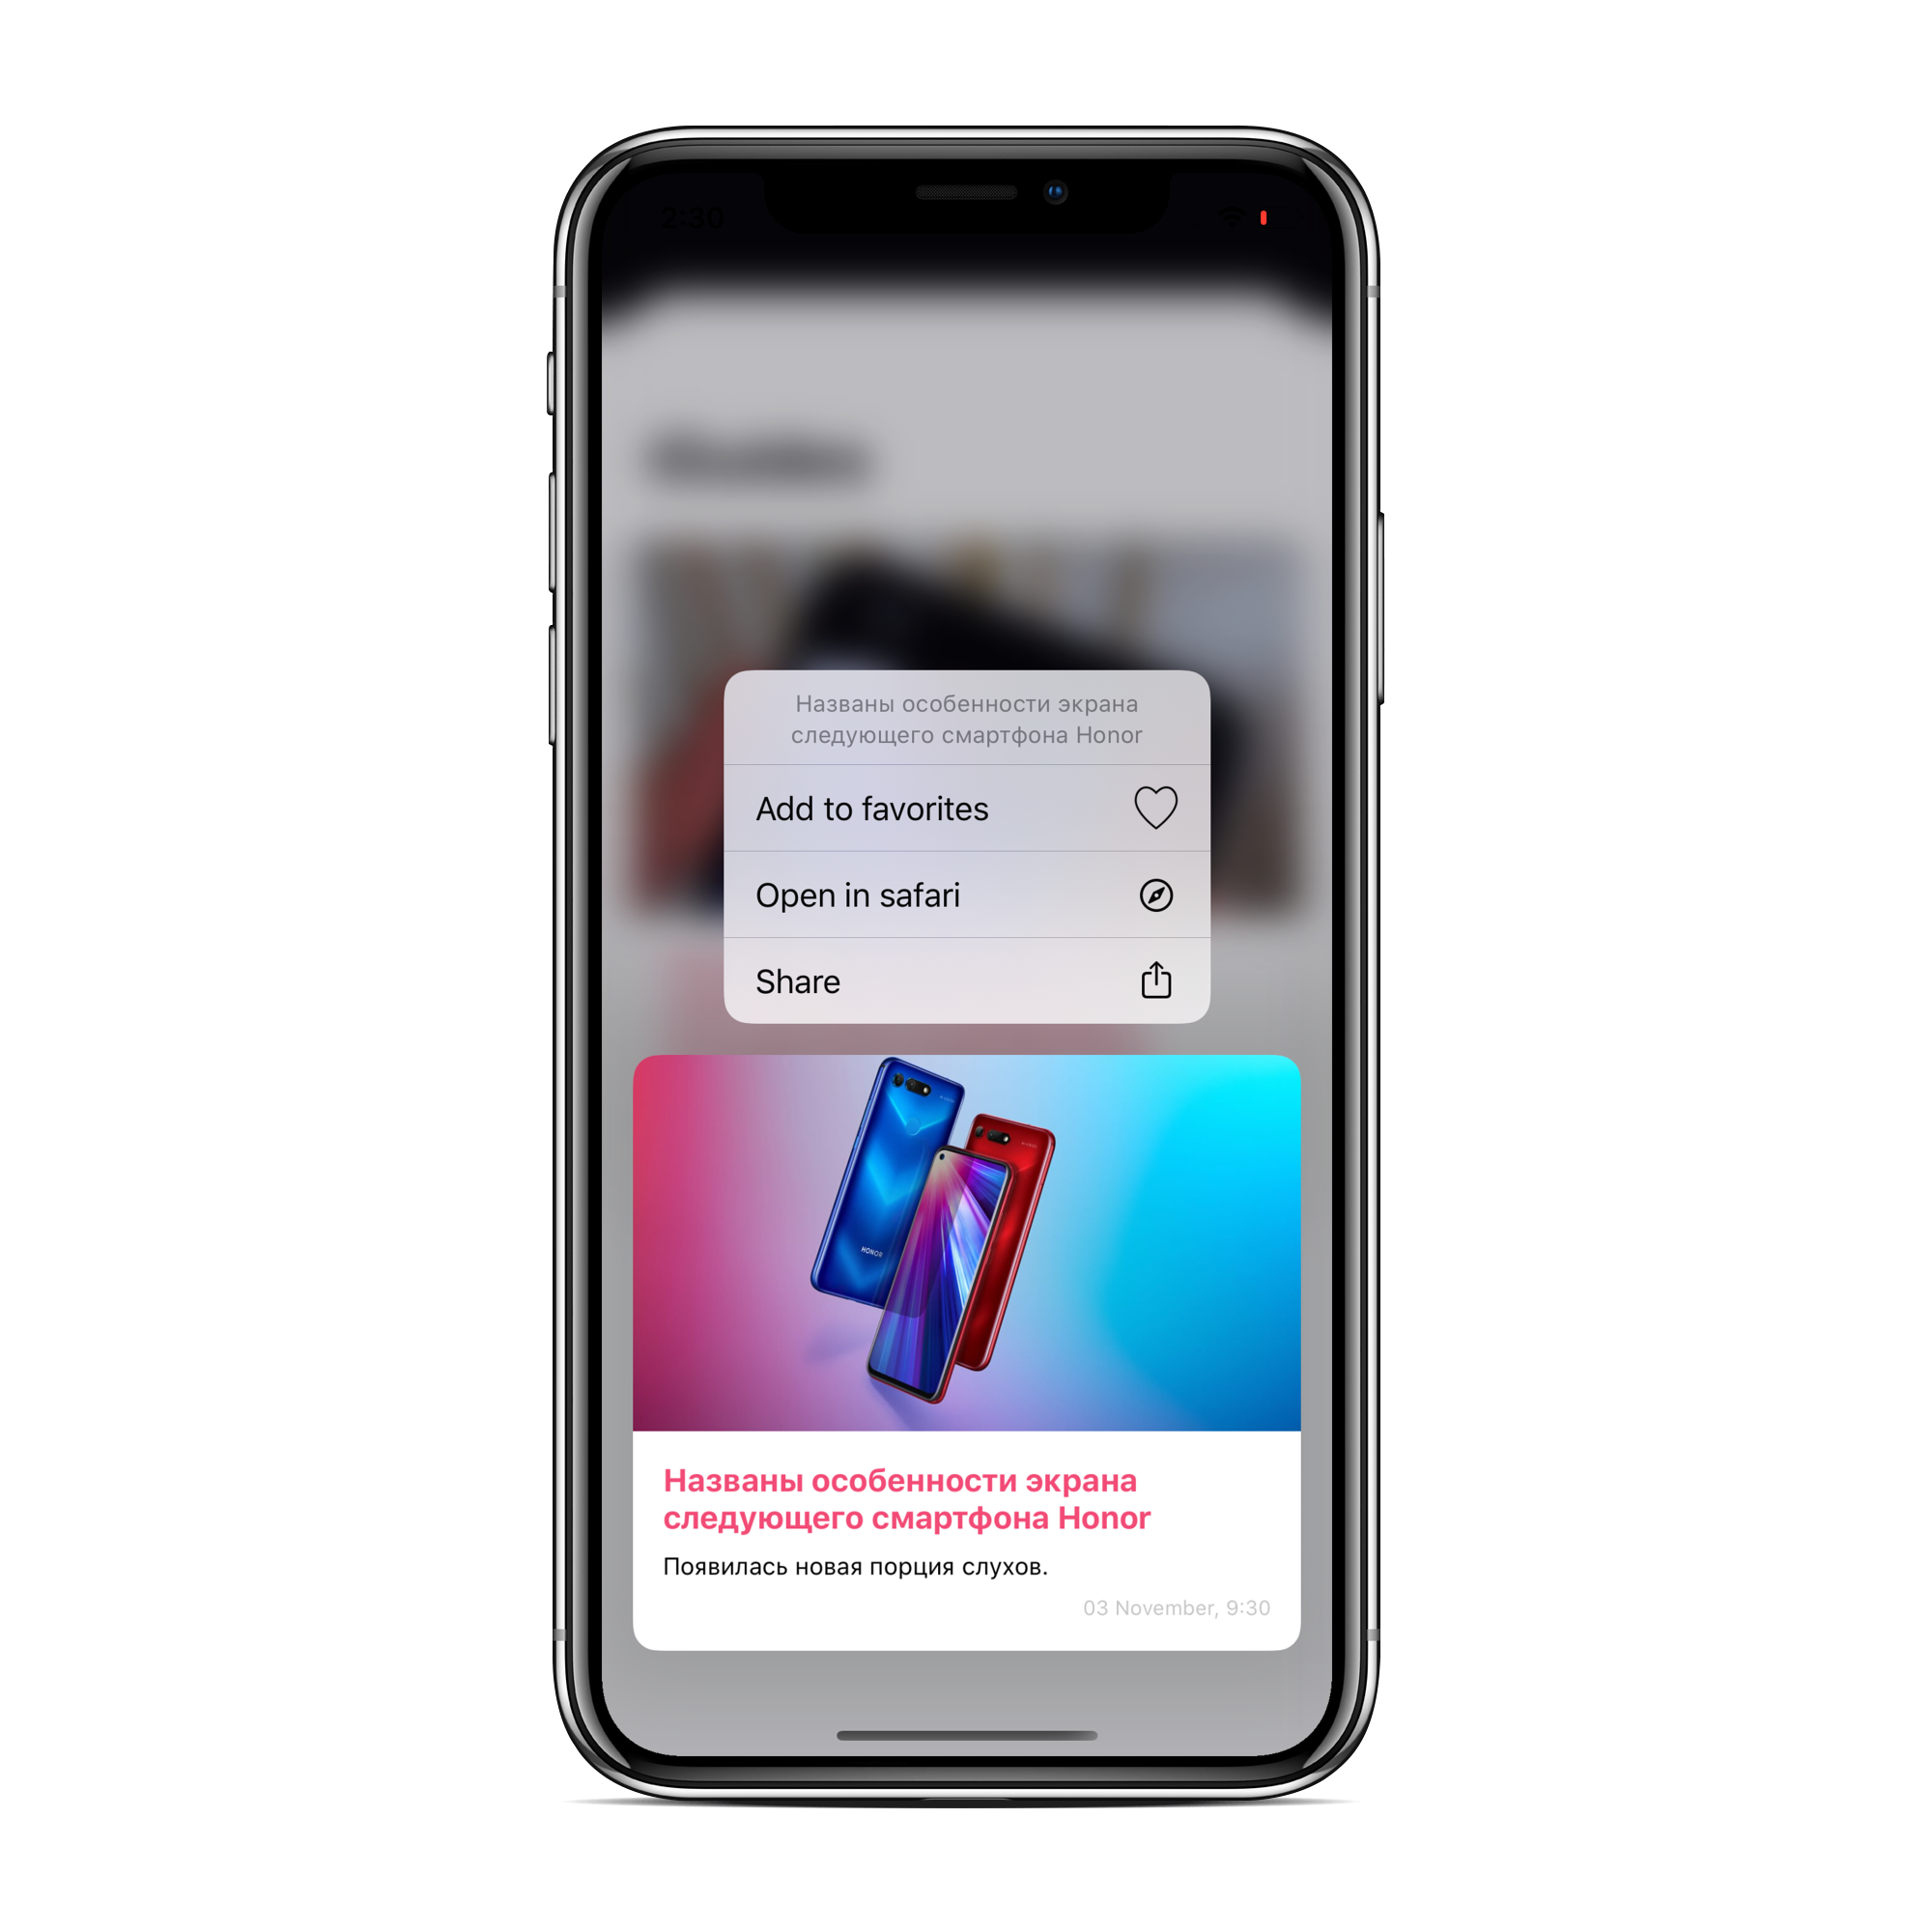 2:30
Названы особенности экрана
следующего смартфона Honor
Add to favorites
Open in safari
Share
HONOR
Названы особенности экрана
следующего смартфона Honor
Появилась новая порция слухов.
03 November, 9:30